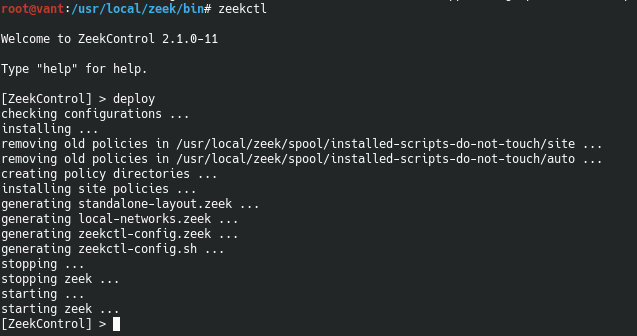 root@vant:/usr/local/zeek/bin# zeekctl
Welcome to ZeekControl 2.1.0-11
Type "help" for help.
[ZeekControl] > deploy
checking configurations ...
installing ...
removing old policies in /usr/local/zeek/spool/installed-scripts-do-not-touch/site ...
removing old policies in /usr/local/zeek/spool/installed-scripts-do-not-touch/auto ...
creating policy directories ...
installing site policies ...
generating standalone-layout.zeek ...
generating local-networks.zeek ...
generating zeekctl-config.zeek ...
generating zeekctl-config.sh ...
stopping ...
stopping zeek ...
starting ...
starting zeek ...
[ZeekControl] >